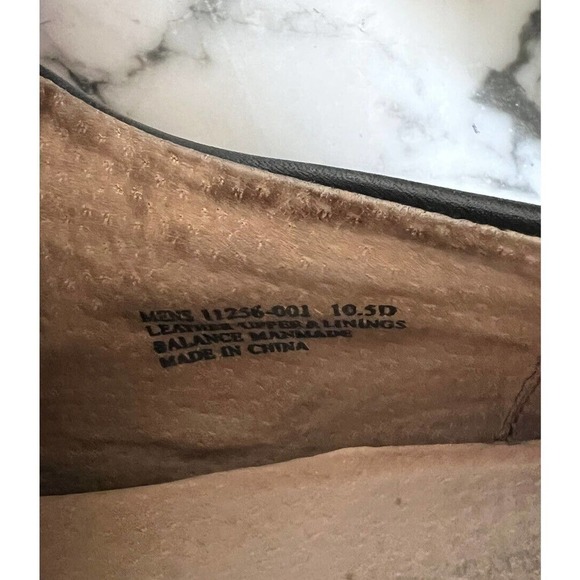 MENS 11256-001 10.5D
LEATHER UPPER & LININGS
BALANCE MANMADE
MADE IN CHINA